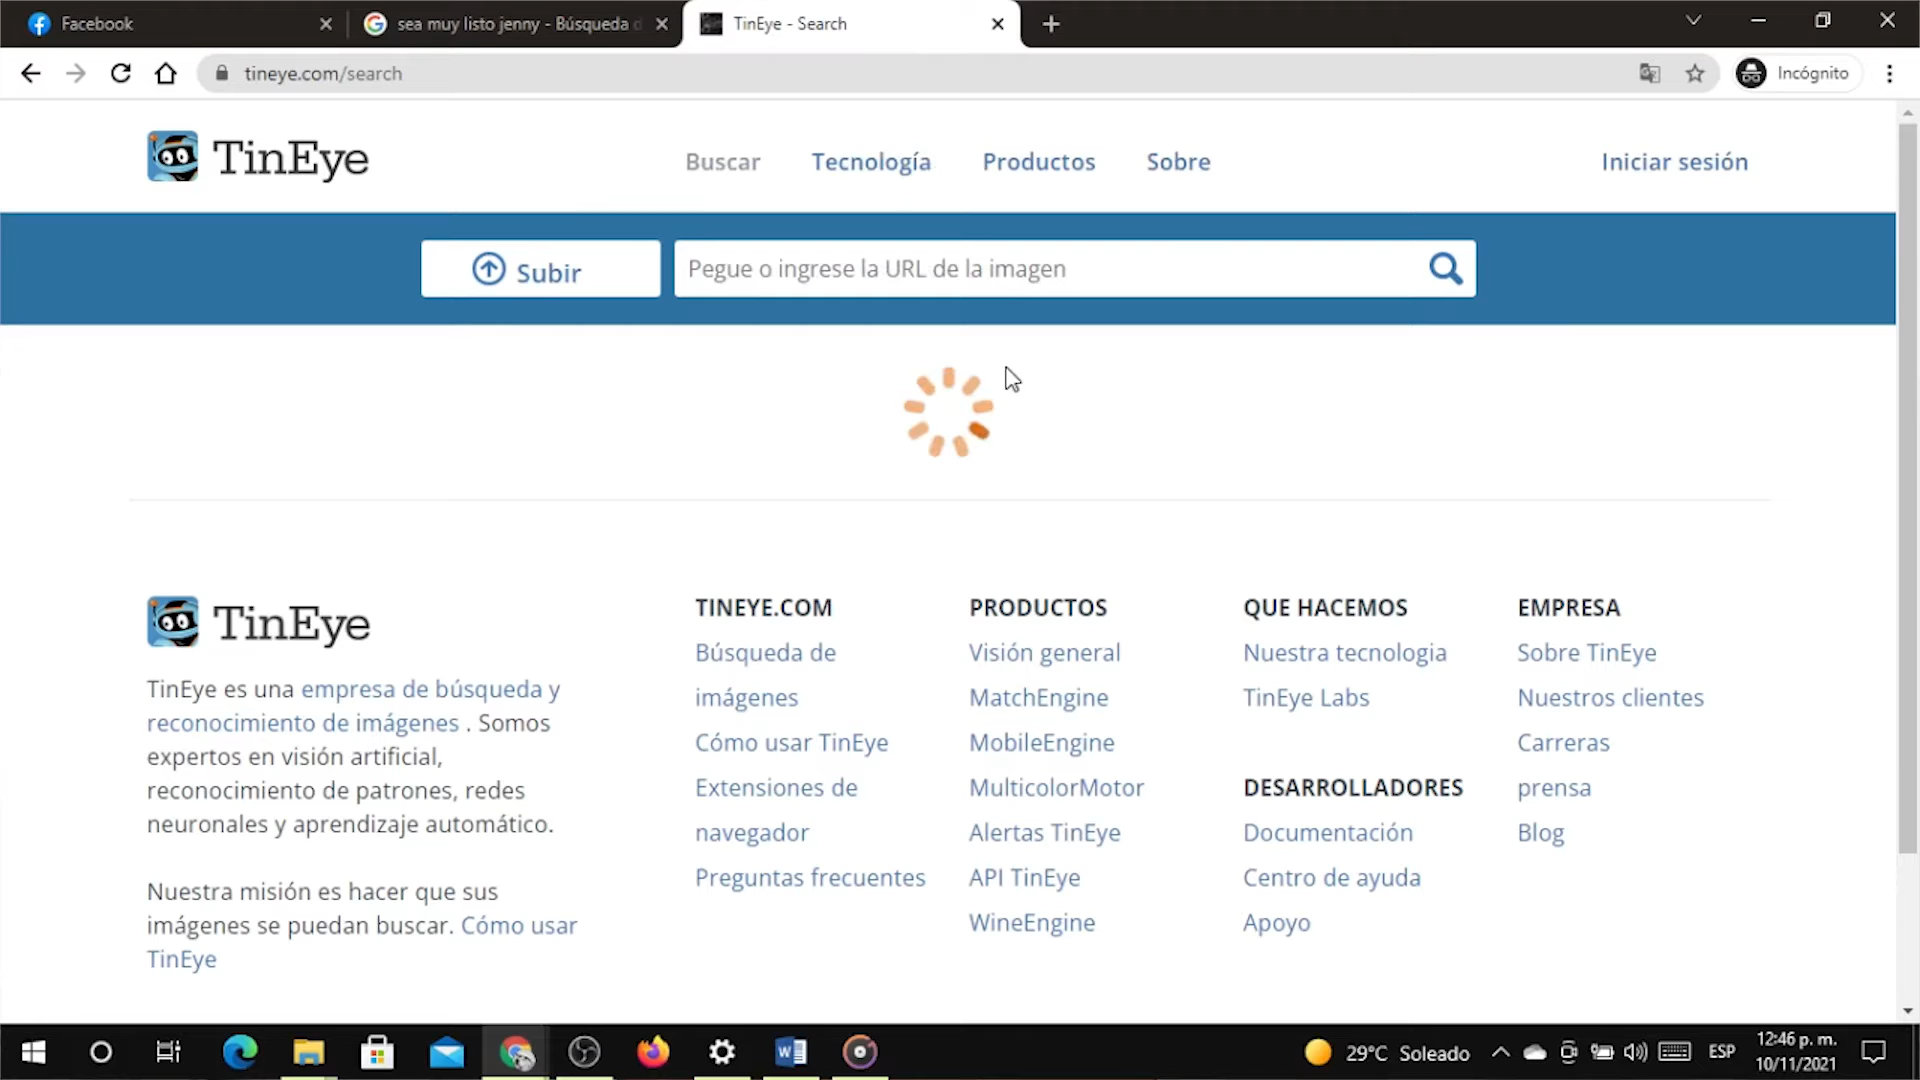 Facebook
sea muy listo jenny - Búsqueda d
TinEye - Search
tineye.com/search
Incógnito
TinEye
Buscar
Tecnología
Productos
Sobre
Iniciar sesión
Subir
Pegue o ingrese la URL de la imagen
TinEye
TinEye es una empresa de búsqueda y
reconocimiento de imágenes . Somos
expertos en visión artificial,
reconocimiento de patrones, redes
neuronales y aprendizaje automático.
Nuestra misión es hacer que sus
imágenes se puedan buscar. Cómo usar
TinEye
TINEYE.COM
Búsqueda de
imágenes
Cómo usar TinEye
Extensiones de
navegador
Preguntas frecuentes
PRODUCTOS
Visión general
MatchEngine
MobileEngine
MulticolorMotor
Alertas TinEye
API TinEye
WineEngine
QUE HACEMOS
Nuestra tecnologia
TinEye Labs
DESARROLLADORES
Documentación
Centro de ayuda
Apoyo
EMPRESA
Sobre TinEye
Nuestros clientes
Carreras
prensa
Blog
29°C Soleado
ESP
12:46 p. m.
10/11/2021